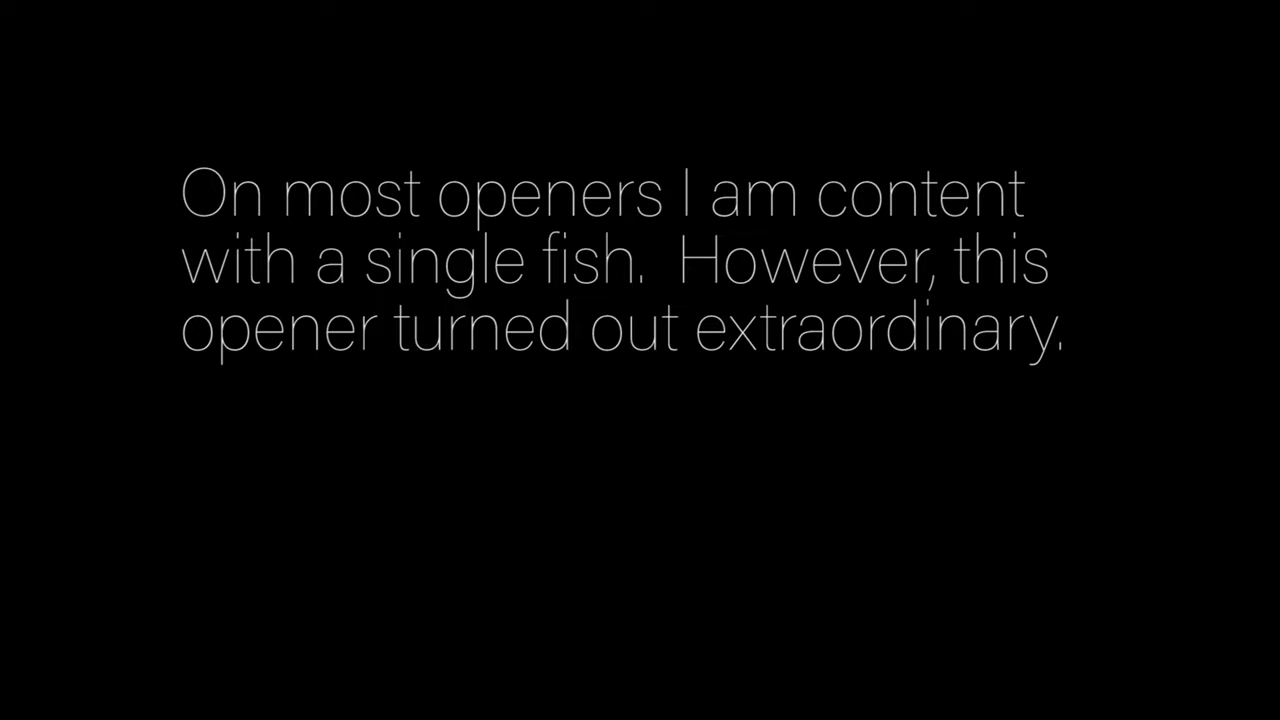 On most openers I am content
with a single fish.  However, this
opener turned out extraordinary.